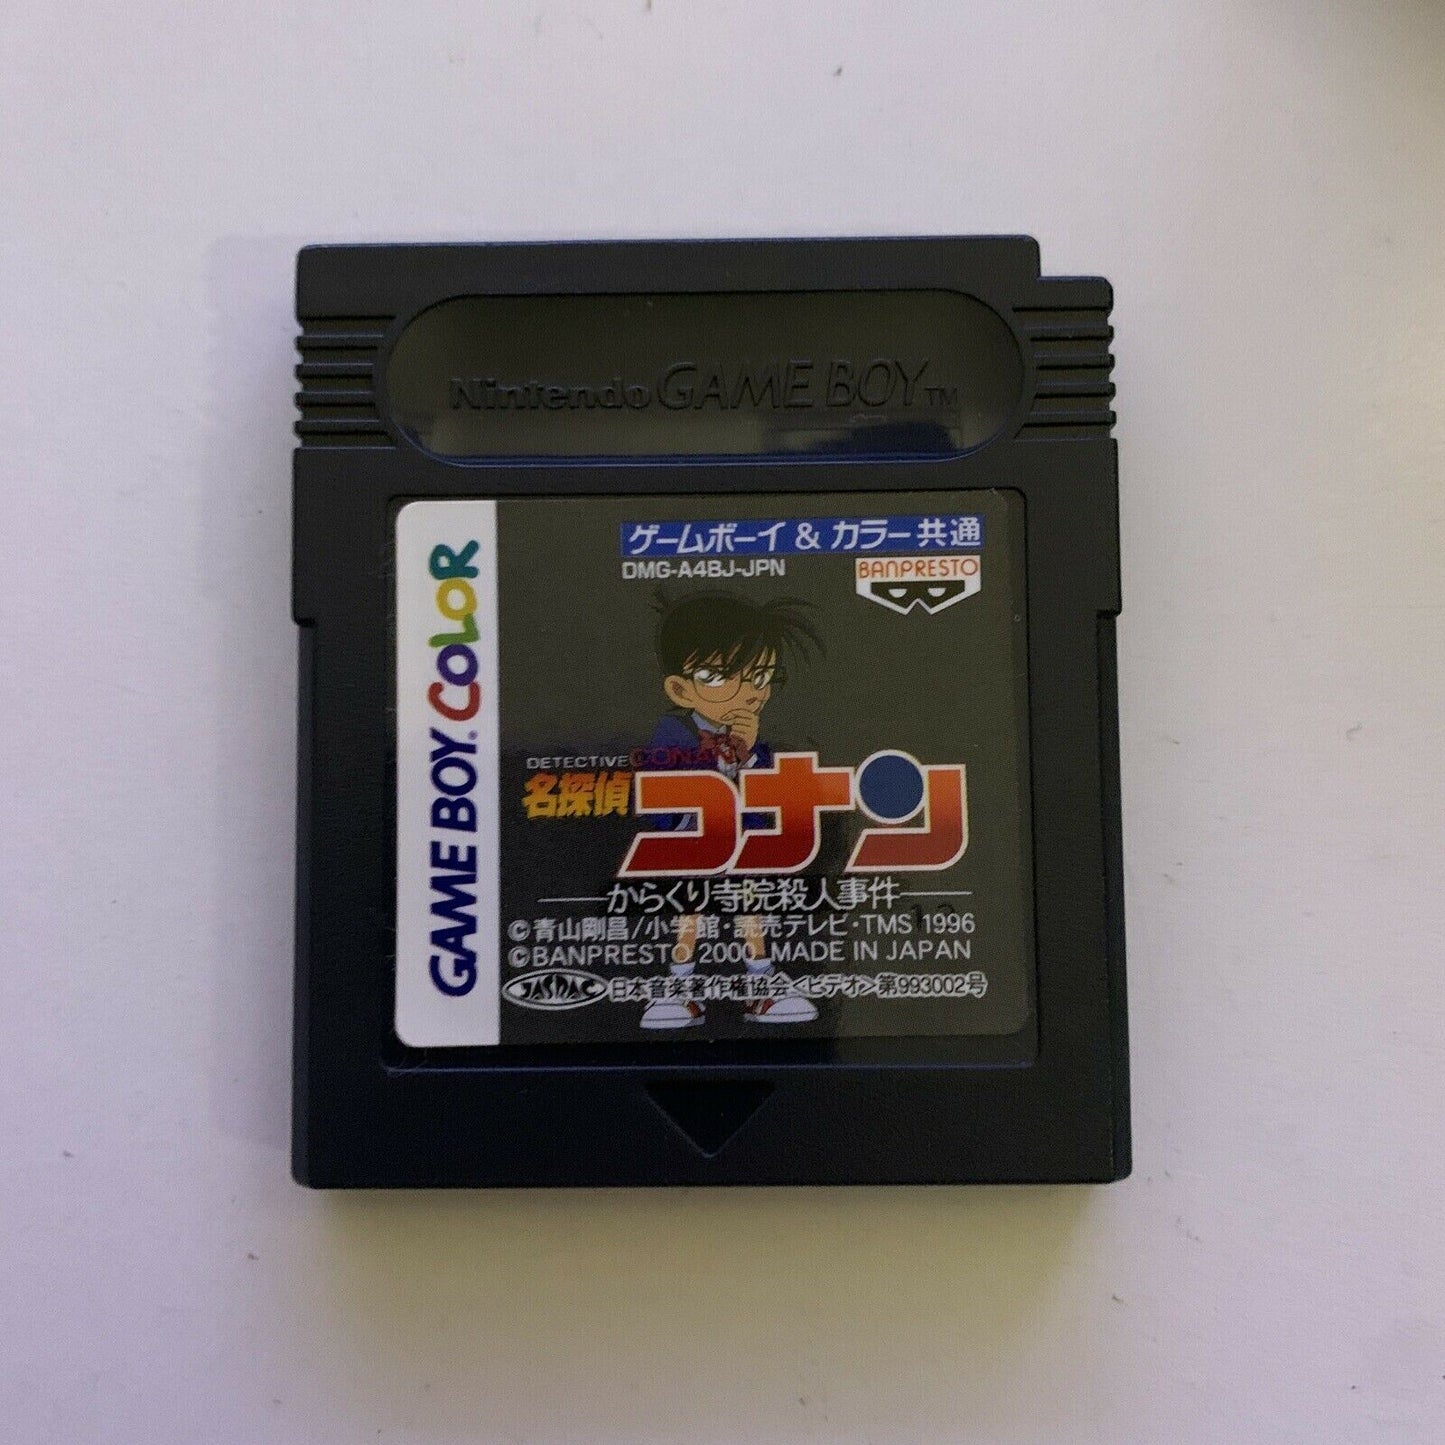 Nintendo GAME BOY TM
GAME BOY COLOR
ゲームボーイ & カラー共通
DMG-A4BJ-JPN
BANPRESTO
DETECTIVE CONAN
名探偵
コナン
からくり寺院殺人事件
©青山剛昌/小学館・読売テレビ・TMS 1996
©BANPRESTO 2000 MADE IN JAPAN
JASRAC 日本音楽著作権協会<ビデオ>第993002号